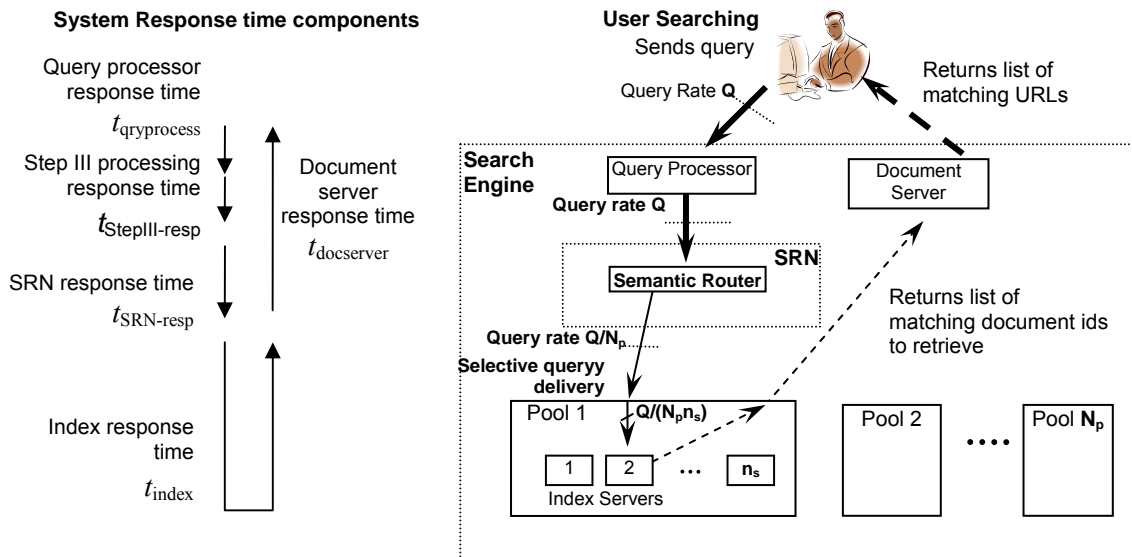 System Response time components
Query processor
response time
tqryprocess
Step III processing
response time
tStepIII-resp
SRN response time
tSRN-resp
Index response
time
tindex
Document
server
response time
tdocserver
User Searching
Sends query
Query Rate Q
Returns list of
matching URLs
Search
Engine
Query Processor
Document
Server
Query rate Q
SRN
Semantic Router
Returns list of
matching document ids
to retrieve
Query rate Q/Np
Selective queryy
delivery
Pool 1
Q/(Npns)
1
2
...
ns
Index Servers
Pool 2
....
Pool Np